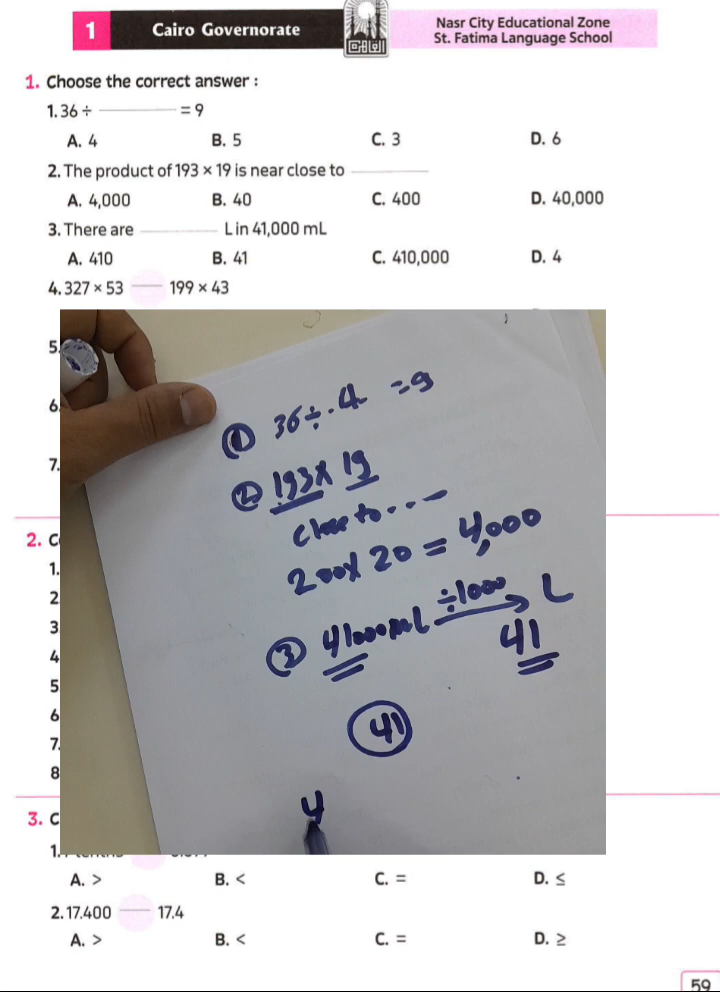 1
Cairo Governorate
Nasr City Educational Zone
St. Fatima Language School
1. Choose the correct answer :
1. 36 ÷ = 9
A. 4 B. 5 C. 3 D. 6
2. The product of 193 × 19 is near close to
A. 4,000 B. 40 C. 400 D. 40,000
3. There are L in 41,000 mL
A. 410 B. 41 C. 410,000 D. 4
4. 327 × 53 199 × 43
5.
6.
7.
2. C
1.
2
3
4
5
6
7.
8
① 36 ÷ . 4 = 9
② 193 x 19
Close to . . . -
200 x 20 = 4,000
③ 41000 mL ÷1000 L
41
41
4
3. C
1.
A. > B. < C. = D. ≤
2. 17.400 17.4
A. > B. < C. = D. ≥
59